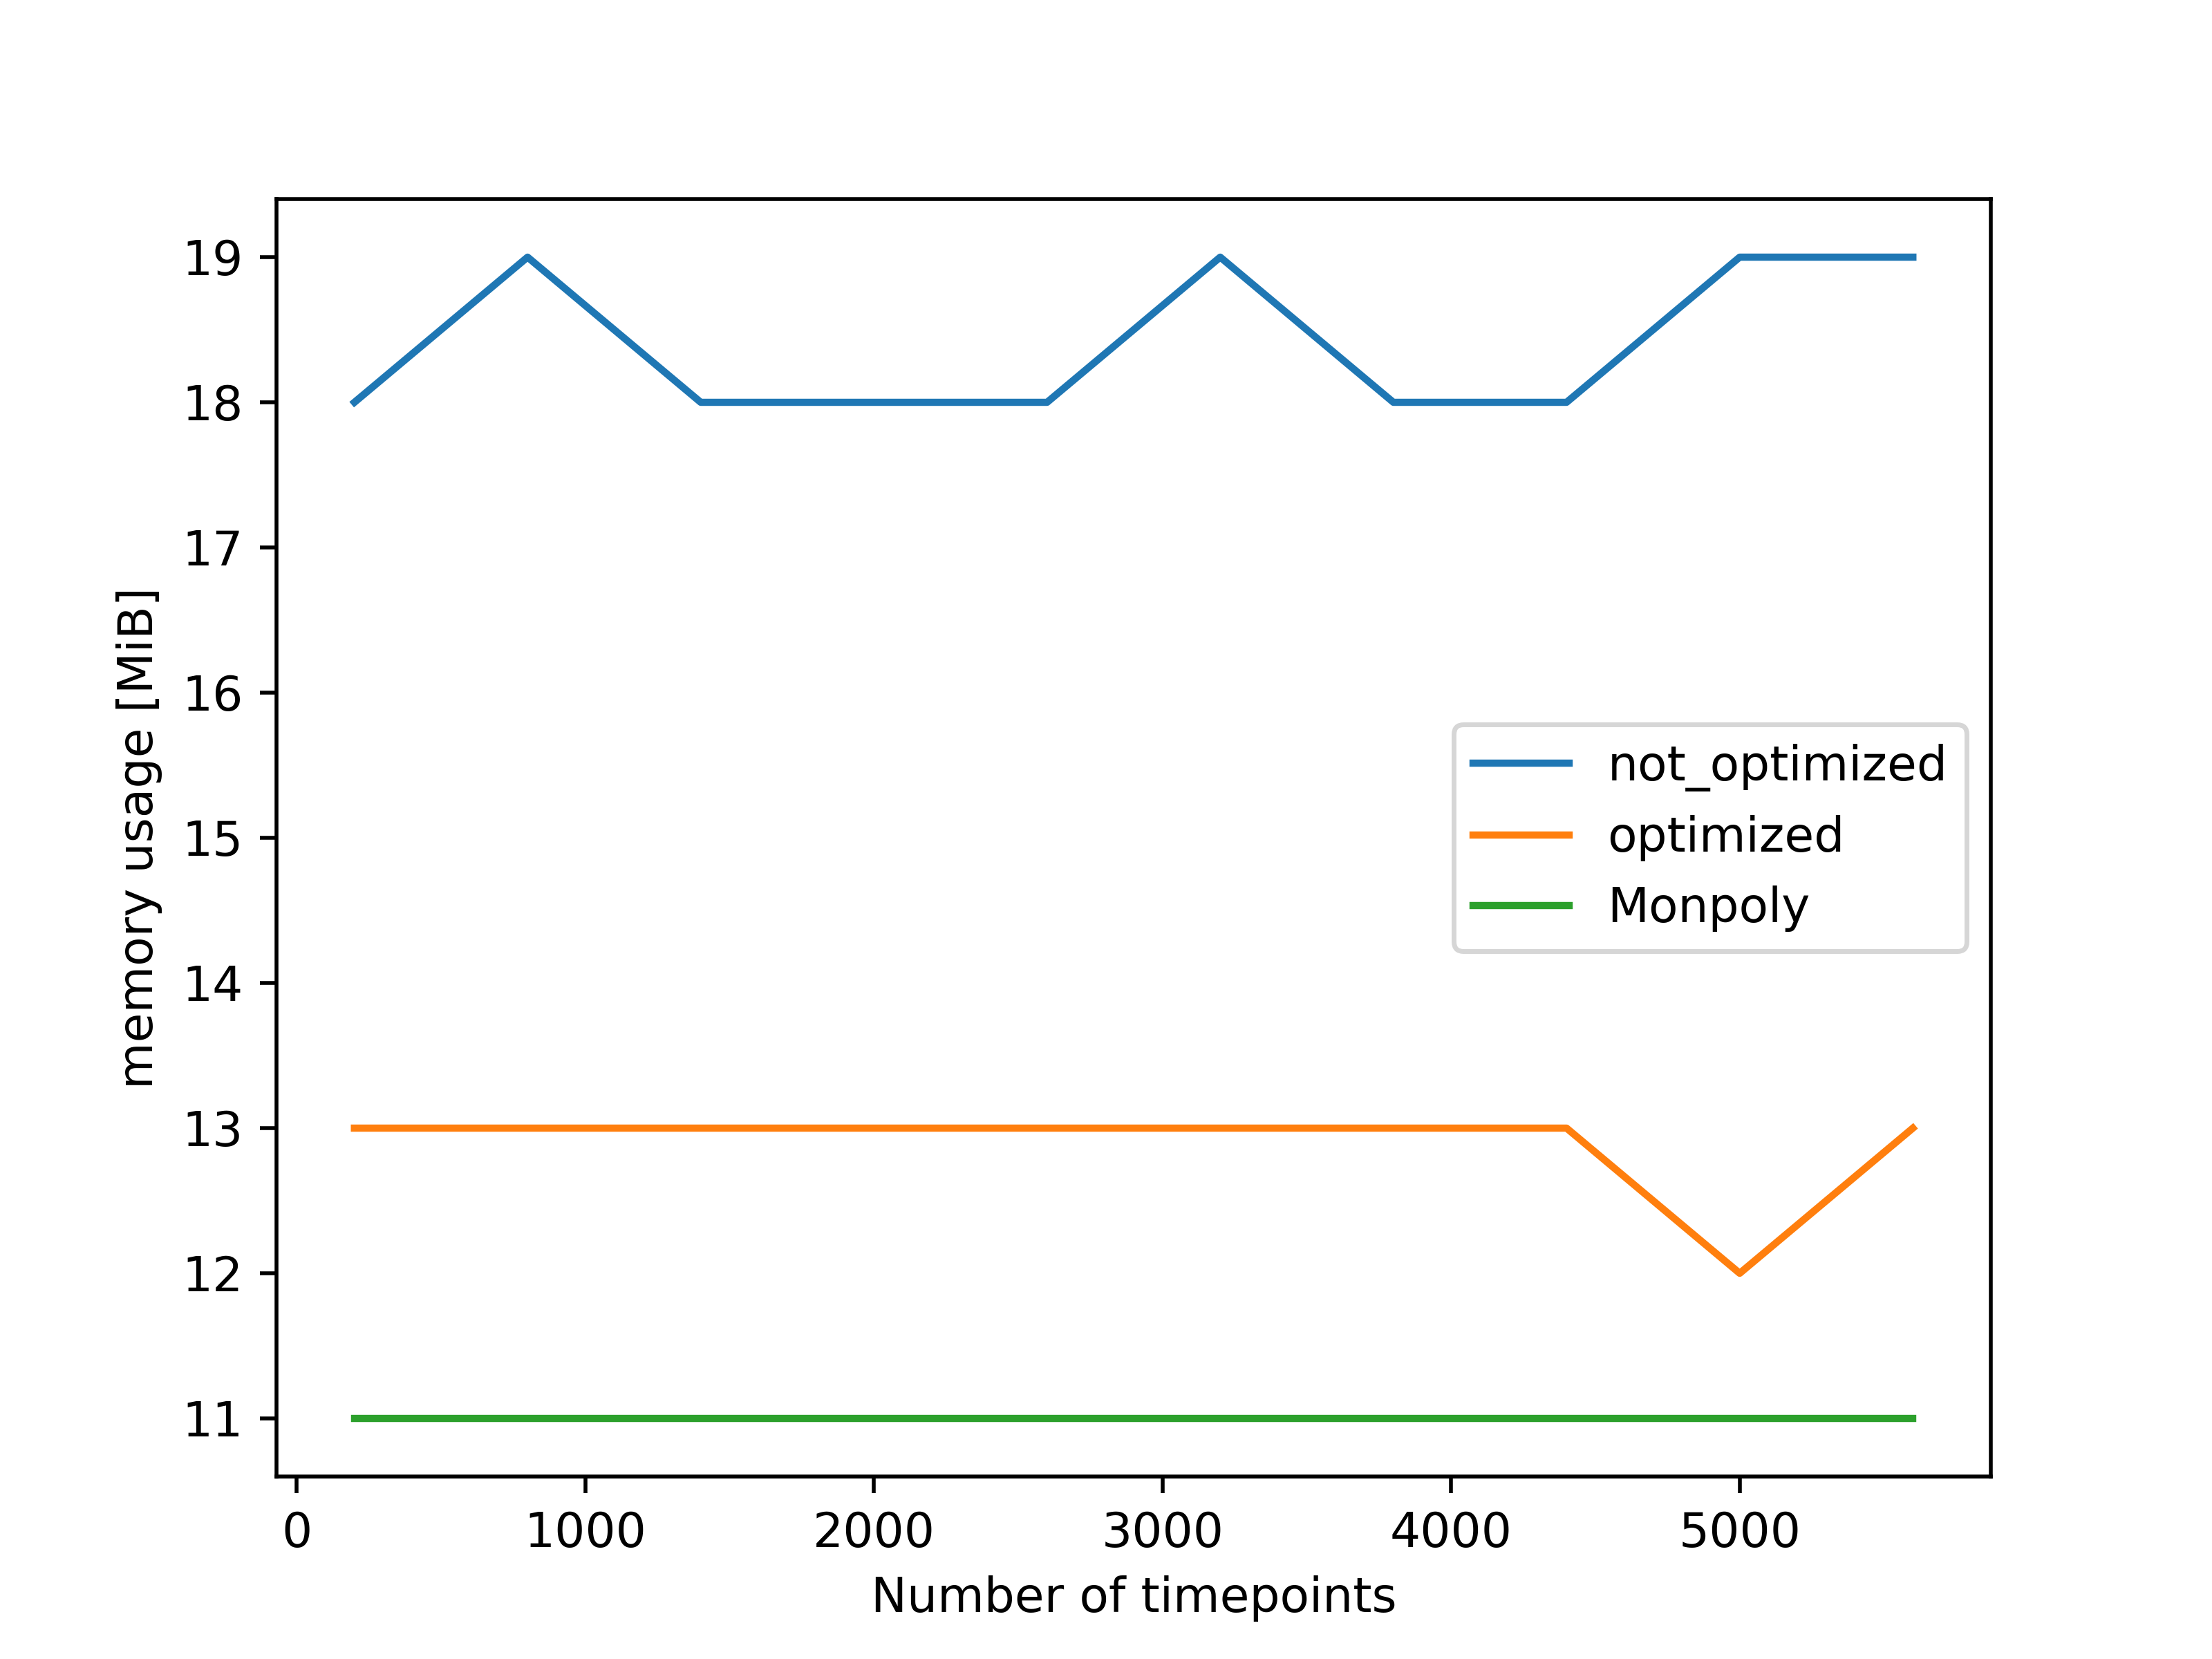 19
18
17
16
15
14
13
12
11
memory usage [MiB]
not_optimized
optimized
Monpoly
0 1000 2000 3000 4000 5000
Number of timepoints